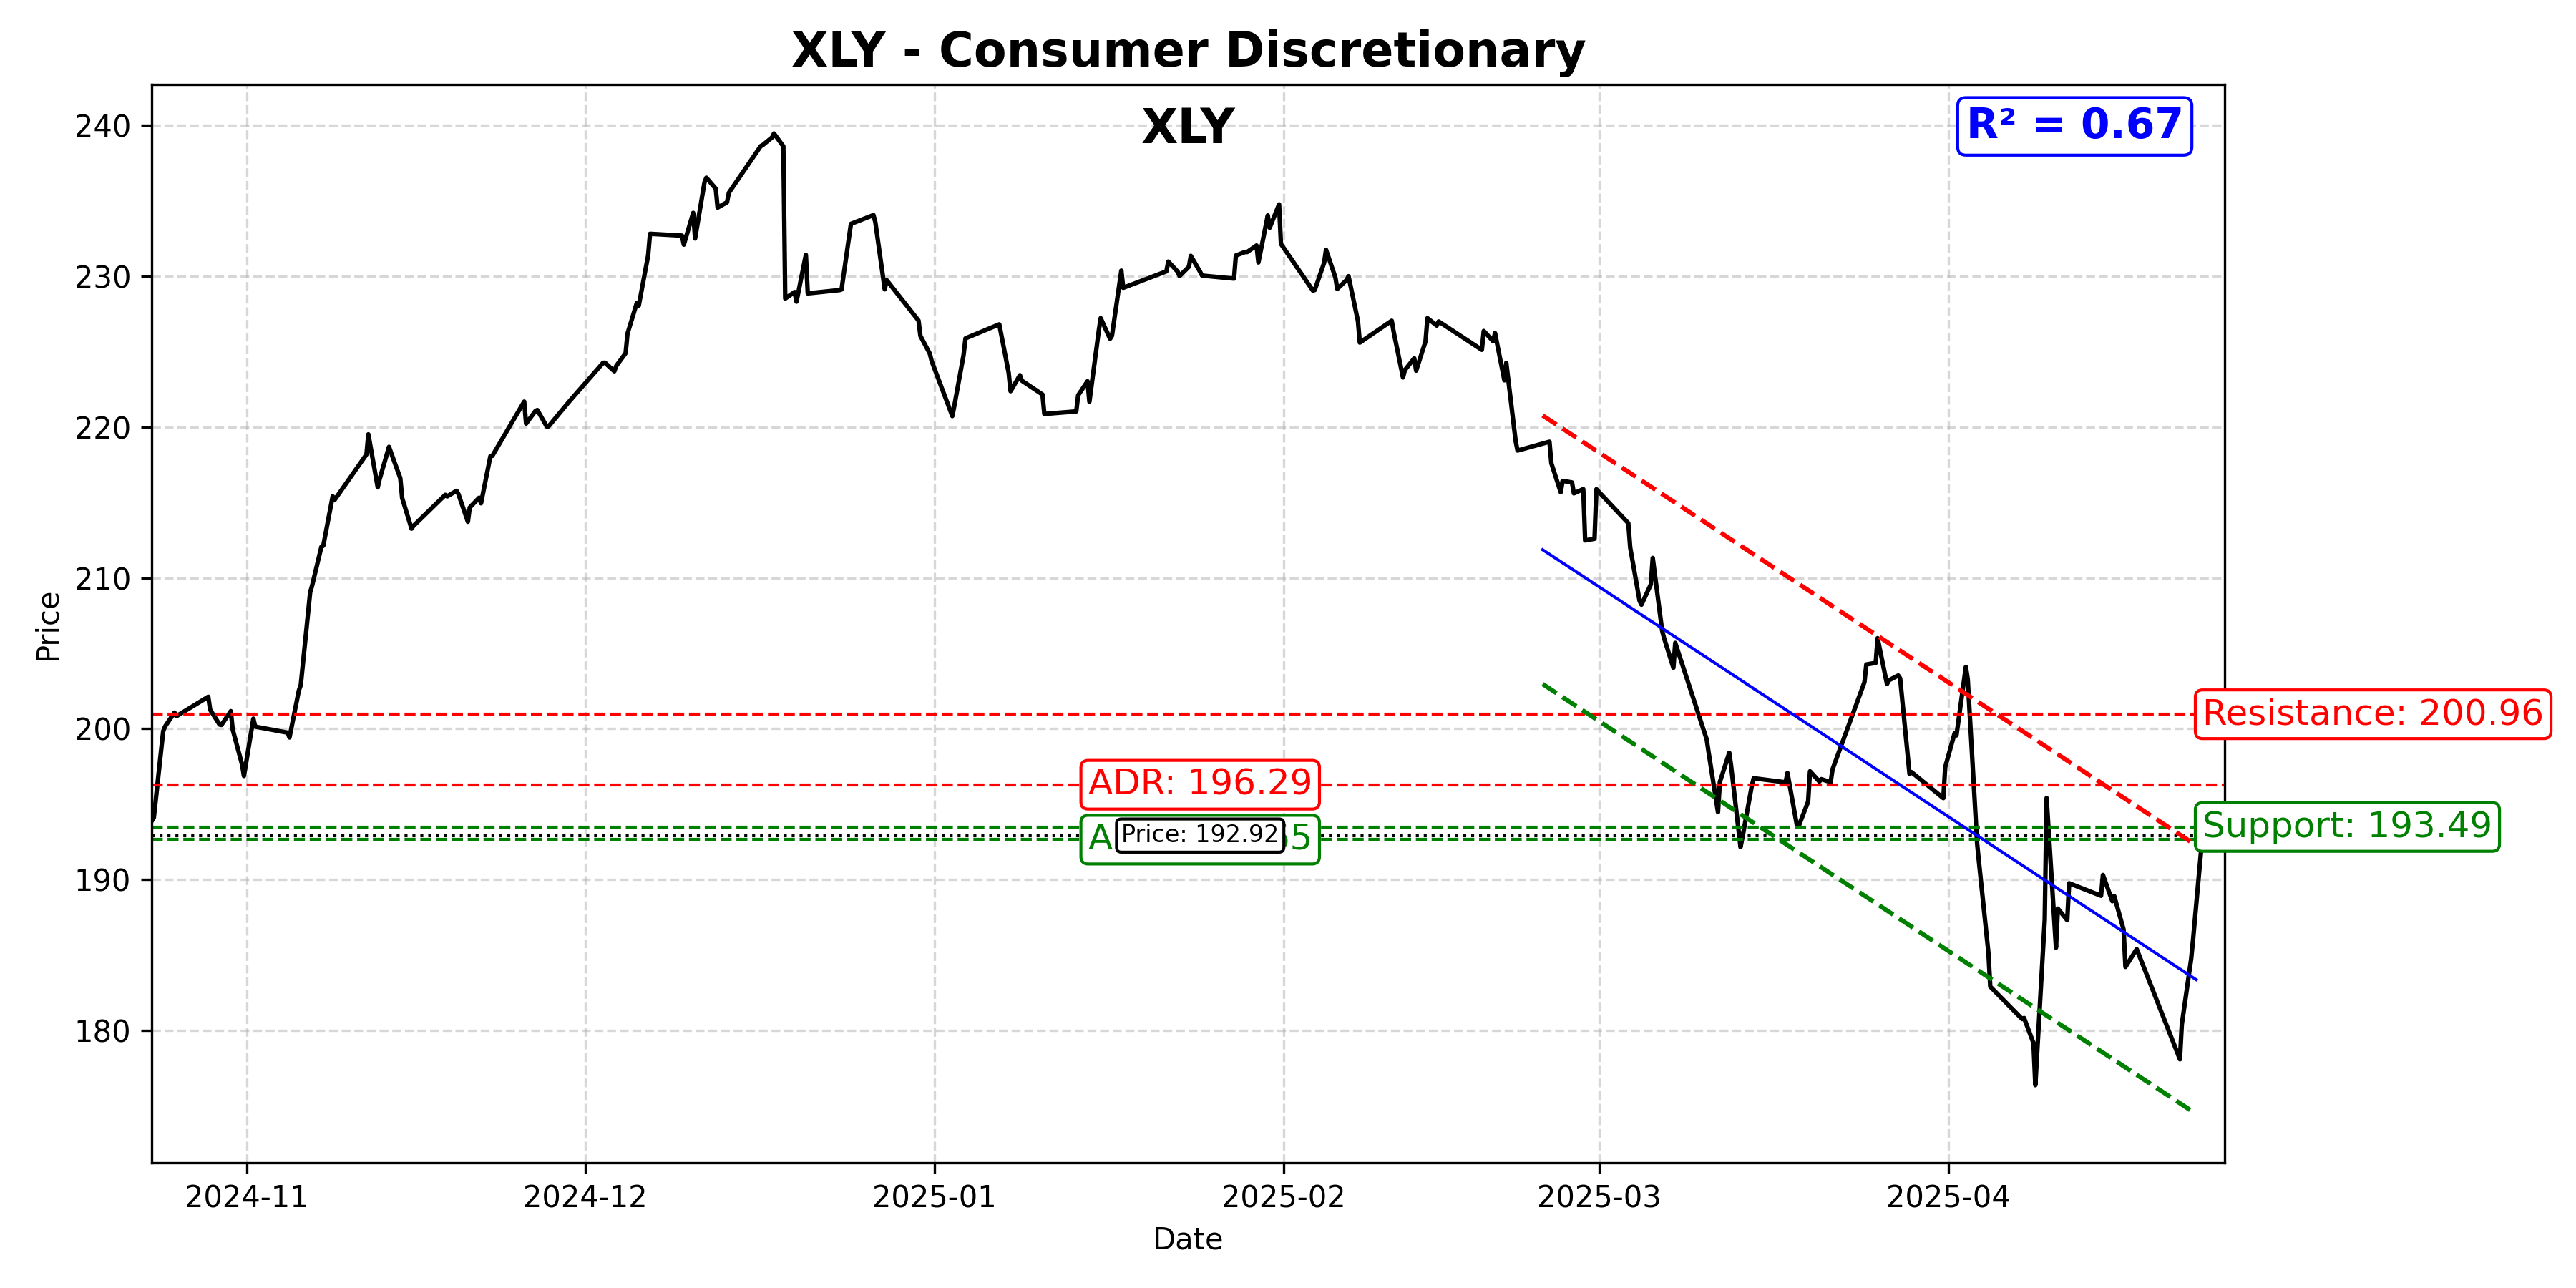 XLY - Consumer Discretionary
XLY
R² = 0.67
240
230
220
210
200
190
180
Price
Resistance: 200.96
ADR: 196.29
Support: 193.49
Price: 192.92
2024-11
2024-12
2025-01
2025-02
2025-03
2025-04
Date